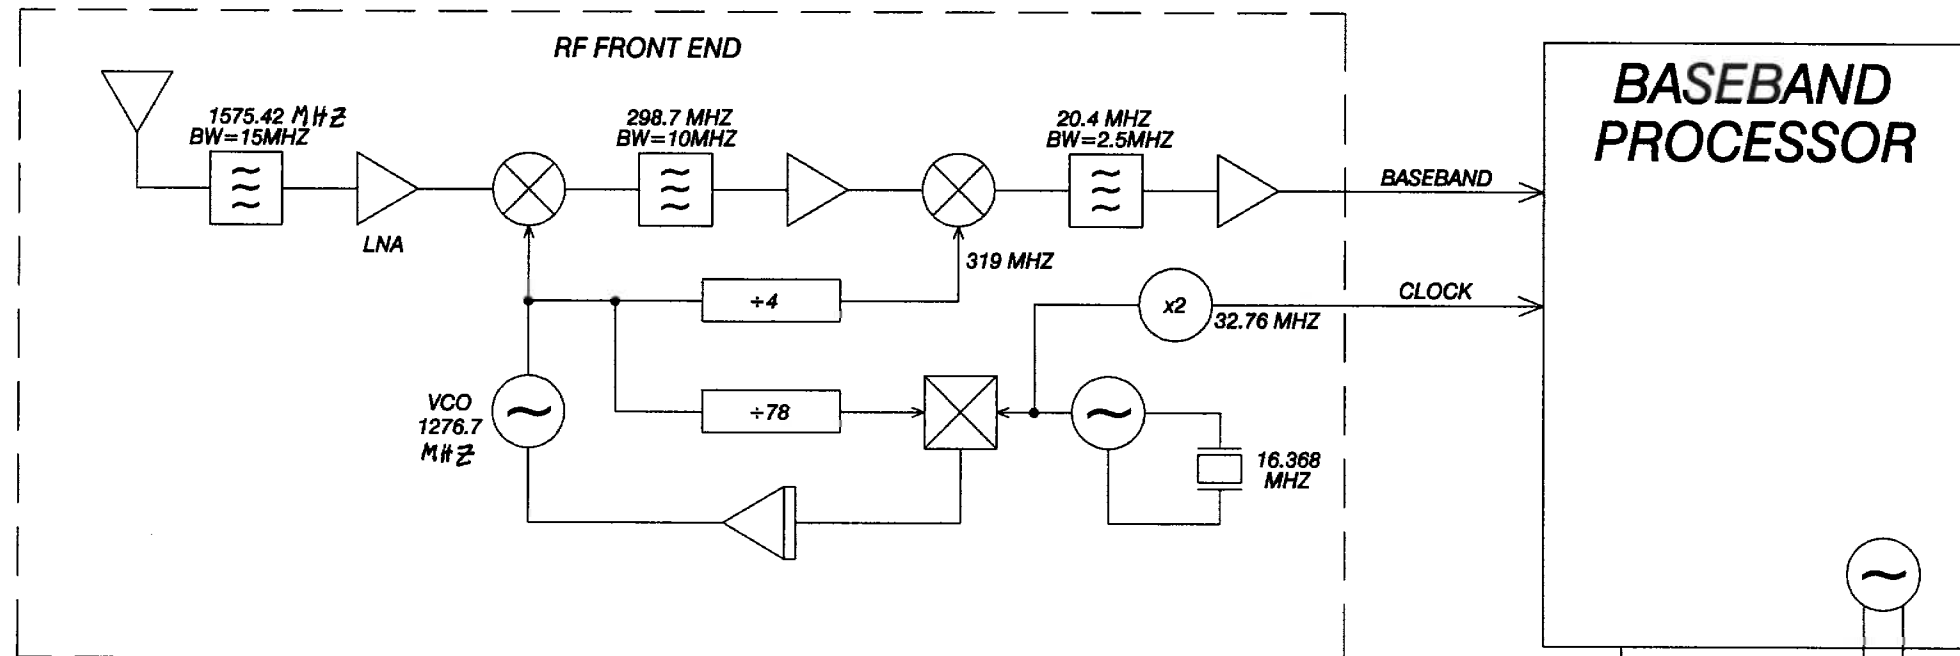 RF FRONT END
BASEBAND
PROCESSOR
1575.42 MHZ
BW=15MHZ
298.7 MHZ
BW=10MHZ
20.4 MHZ
BW=2.5MHZ
BASEBAND
LNA
319 MHZ
÷4
x2
CLOCK
32.76 MHZ
VCO
1276.7
MHZ
÷78
16.368
MHZ